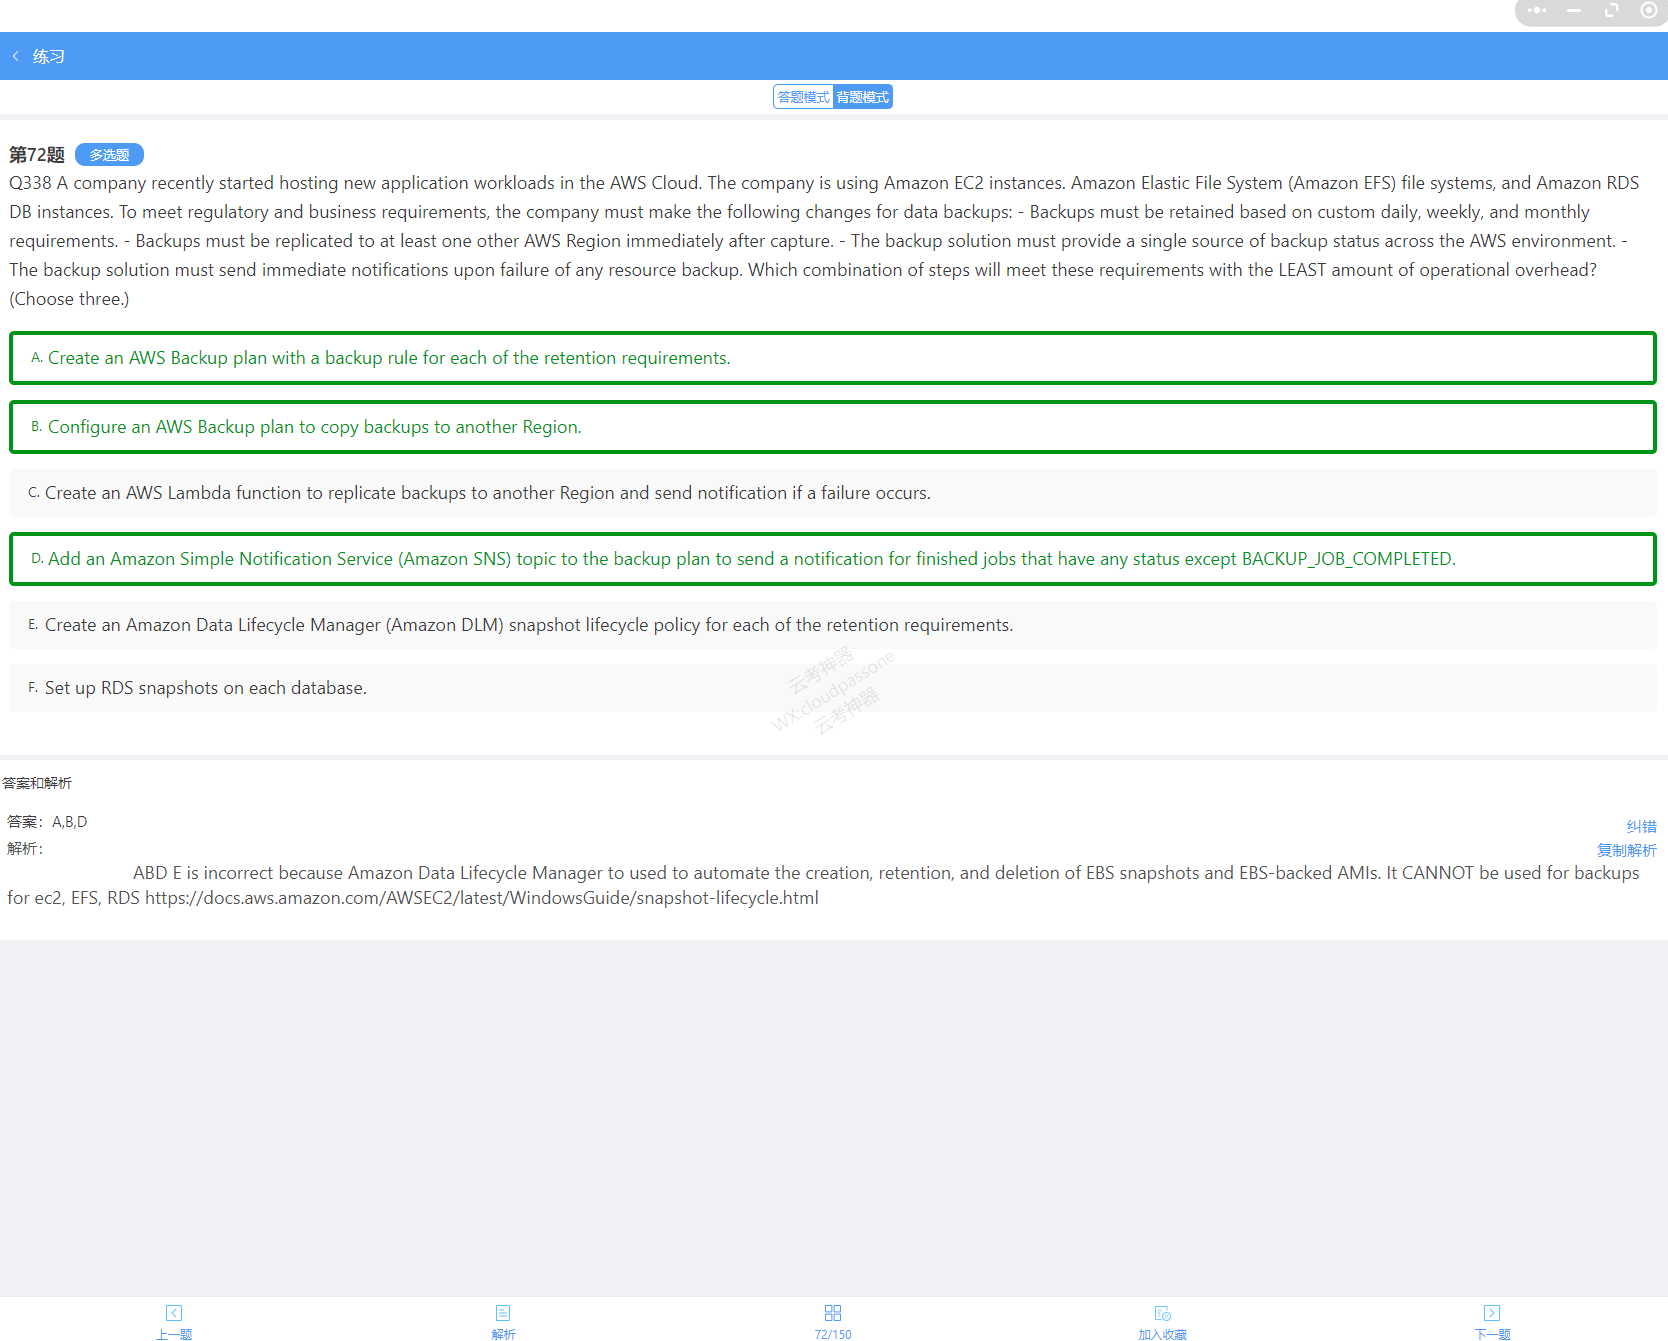 练习
答题模式 背题模式
第72题 多选题
Q338 A company recently started hosting new application workloads in the AWS Cloud. The company is using Amazon EC2 instances. Amazon Elastic File System (Amazon EFS) file systems, and Amazon RDS
DB instances. To meet regulatory and business requirements, the company must make the following changes for data backups: - Backups must be retained based on custom daily, weekly, and monthly
requirements. - Backups must be replicated to at least one other AWS Region immediately after capture. - The backup solution must provide a single source of backup status across the AWS environment. -
The backup solution must send immediate notifications upon failure of any resource backup. Which combination of steps will meet these requirements with the LEAST amount of operational overhead?
(Choose three.)
A. Create an AWS Backup plan with a backup rule for each of the retention requirements.
B. Configure an AWS Backup plan to copy backups to another Region.
C. Create an AWS Lambda function to replicate backups to another Region and send notification if a failure occurs.
D. Add an Amazon Simple Notification Service (Amazon SNS) topic to the backup plan to send a notification for finished jobs that have any status except BACKUP_JOB_COMPLETED.
E. Create an Amazon Data Lifecycle Manager (Amazon DLM) snapshot lifecycle policy for each of the retention requirements.
F. Set up RDS snapshots on each database.
云考神器
WX:cloudpassone
云考神器
答案和解析
答案：A,B,D
纠错
解析：
复制解析
ABD E is incorrect because Amazon Data Lifecycle Manager to used to automate the creation, retention, and deletion of EBS snapshots and EBS-backed AMIs. It CANNOT be used for backups
for ec2, EFS, RDS https://docs.aws.amazon.com/AWSEC2/latest/WindowsGuide/snapshot-lifecycle.html
上一题 解析 72/150 加入收藏 下一题